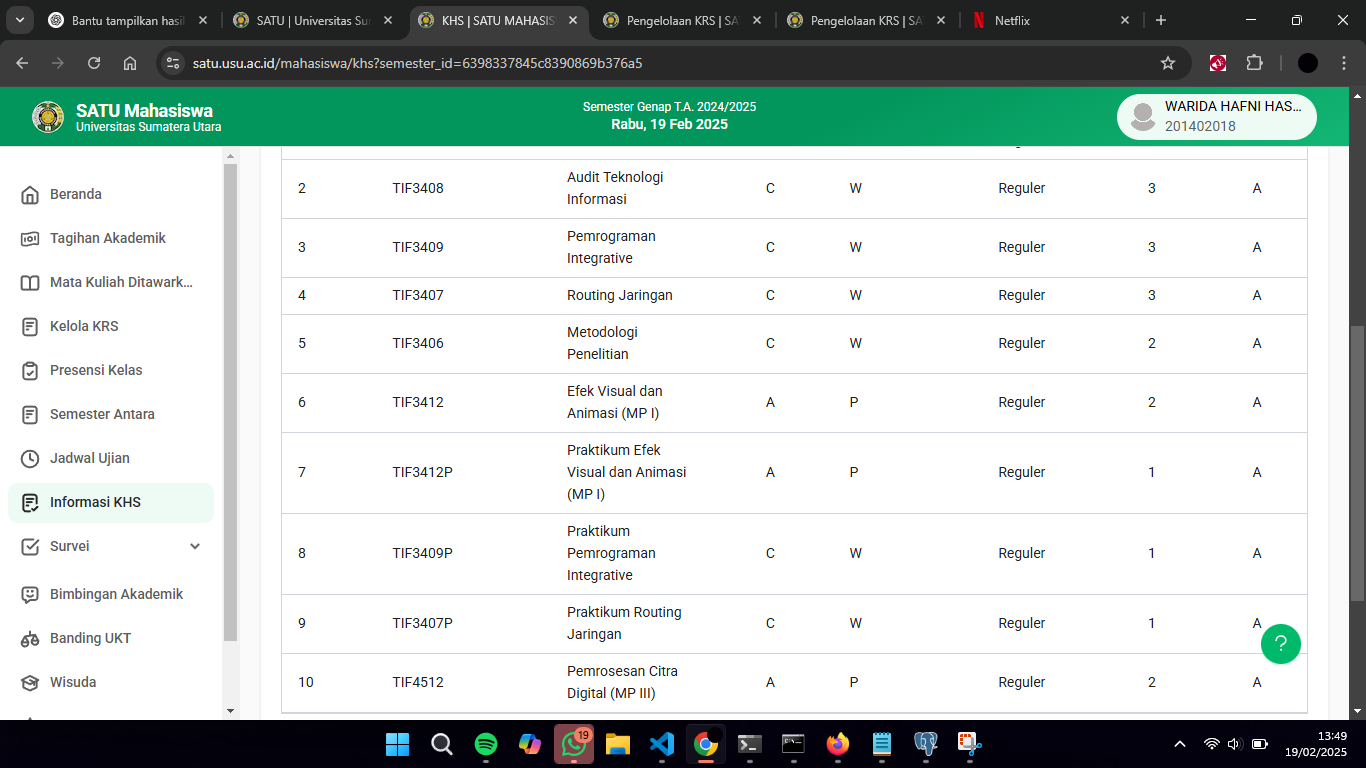 Bantu tampilkan hasil
SATU | Universitas Su
KHS | SATU MAHASIS
Pengelolaan KRS | SA
Pengelolaan KRS | SA
Netflix
satu.usu.ac.id/mahasiswa/khs?semester_id=6398337845c8390869b376a5
SATU Mahasiswa
Universitas Sumatera Utara
Semester Genap T.A. 2024/2025
Rabu, 19 Feb 2025
WARIDA HAFNI HAS...
201402018
Beranda
Tagihan Akademik
Mata Kuliah Ditawark...
Kelola KRS
Presensi Kelas
Semester Antara
Jadwal Ujian
Informasi KHS
Survei
Bimbingan Akademik
Banding UKT
Wisuda
2 TIF3408 Audit Teknologi Informasi C W Reguler 3 A
3 TIF3409 Pemrograman Integrative C W Reguler 3 A
4 TIF3407 Routing Jaringan C W Reguler 3 A
5 TIF3406 Metodologi Penelitian C W Reguler 2 A
6 TIF3412 Efek Visual dan Animasi (MP I) A P Reguler 2 A
7 TIF3412P Praktikum Efek Visual dan Animasi (MP I) A P Reguler 1 A
8 TIF3409P Praktikum Pemrograman Integrative C W Reguler 1 A
9 TIF3407P Praktikum Routing Jaringan C W Reguler 1 A
10 TIF4512 Pemrosesan Citra Digital (MP III) A P Reguler 2 A
?
19
13:49
19/02/2025